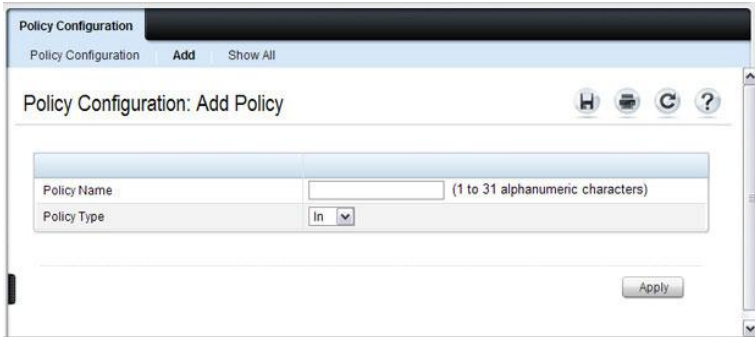 Policy Configuration
Policy Configuration Add Show All
Policy Configuration: Add Policy
?
Policy Name (1 to 31 alphanumeric characters)
Policy Type In
Apply